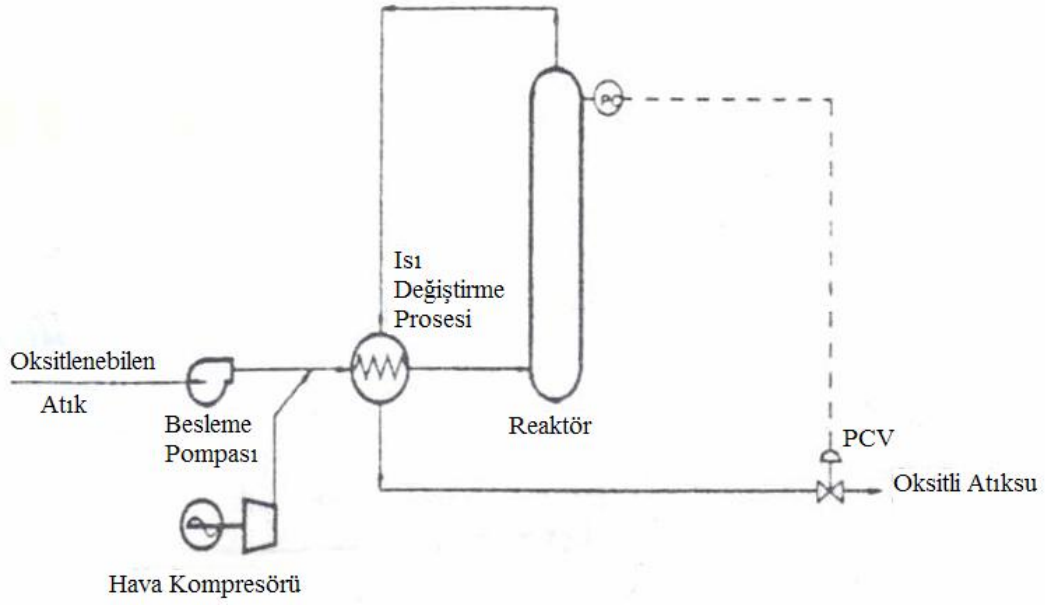 PC
Isı
Değiştirme
Prosesi
Oksitlenebilen
Atık
Besleme
Pompası
Reaktör
PCV
Oksitli Atıksu
Hava Kompresörü